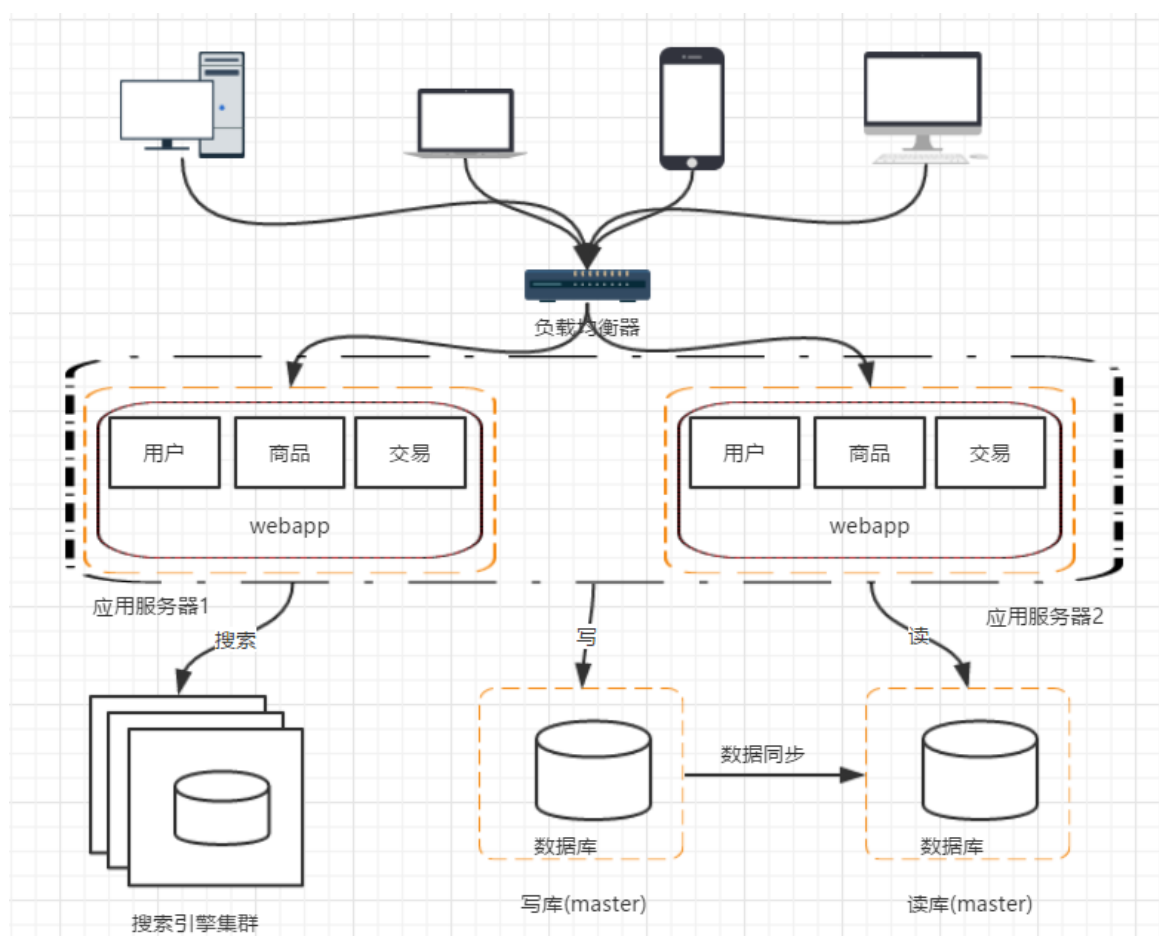 负载均衡器
用户
商品
交易
webapp
用户
商品
交易
webapp
应用服务器1
应用服务器2
搜索
写
读
数据同步
数据库
数据库
搜索引擎集群
写库(master)
读库(master)